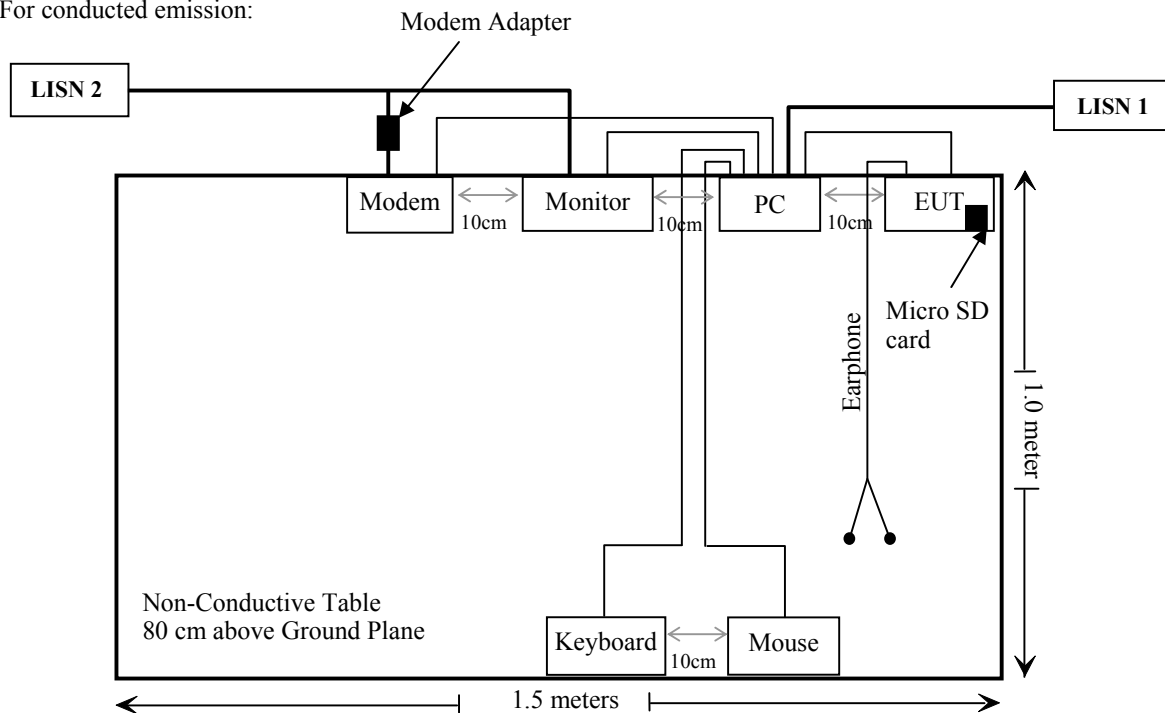 For conducted emission:
Modem Adapter
LISN 2
LISN 1
Modem
Monitor
PC
EUT
10cm
10cm
10cm
Micro SD
card
Earphone
1.0 meter
Non-Conductive Table
80 cm above Ground Plane
Keyboard
Mouse
10cm
1.5 meters